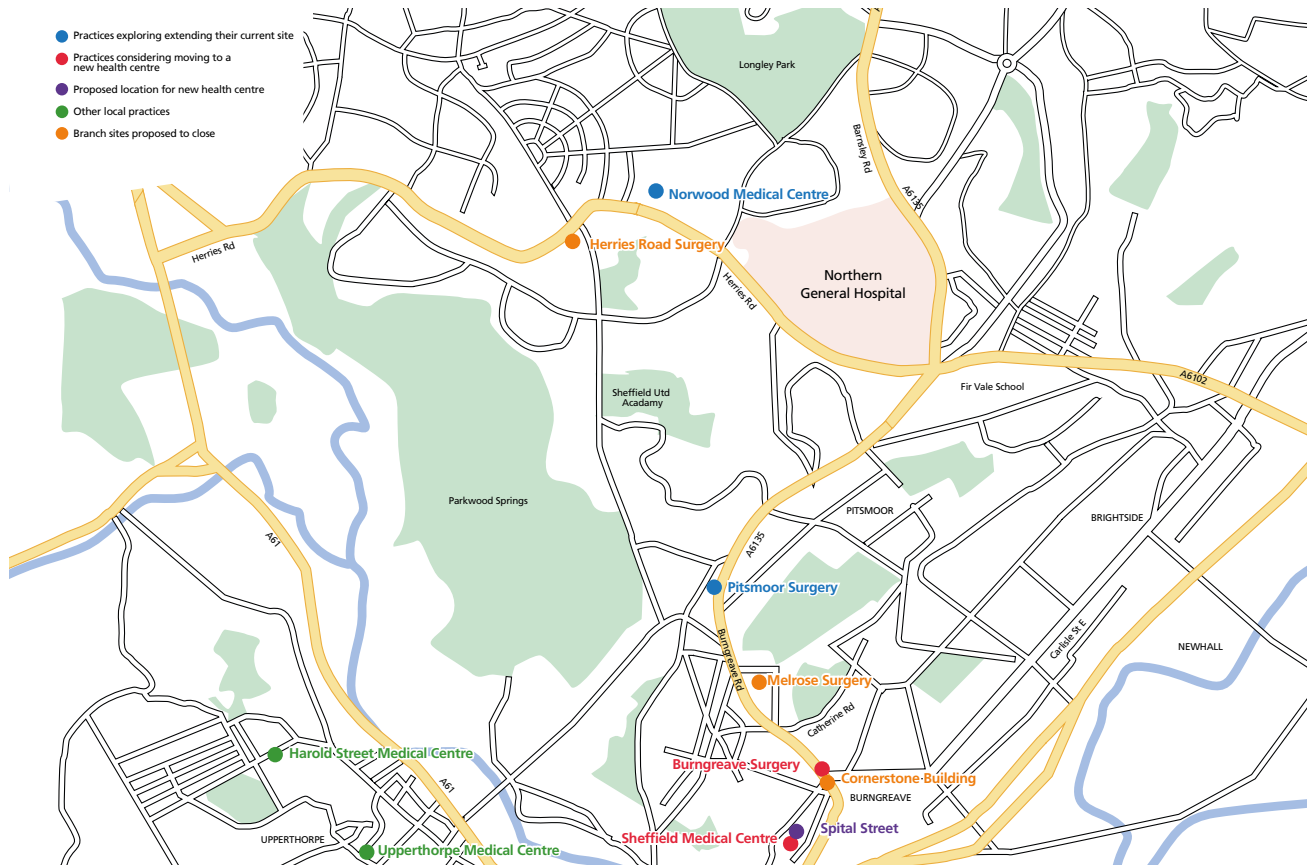 Practices exploring extending their current site
Practices considering moving to a
new health centre
Proposed location for new health centre
Other local practices
Branch sites proposed to close
Longley Park
Barnsley Rd
A6135
Norwood Medical Centre
Herries Road Surgery
Herries Rd
Herries Rd
Northern
General Hospital
A6102
Fir Vale School
Sheffield Utd
Acadamy
Parkwood Springs
PITSMOOR
BRIGHTSIDE
A61
A6135
Pitsmoor Surgery
Burngreave Rd
Carlisle St E
NEWHALL
Melrose Surgery
Catherine Rd
Harold Street Medical Centre
Burngreave Surgery
Cornerstone Building
A61
BURNGREAVE
Spital Street
UPPERTHORPE
Sheffield Medical Centre
Upperthorpe Medical Centre